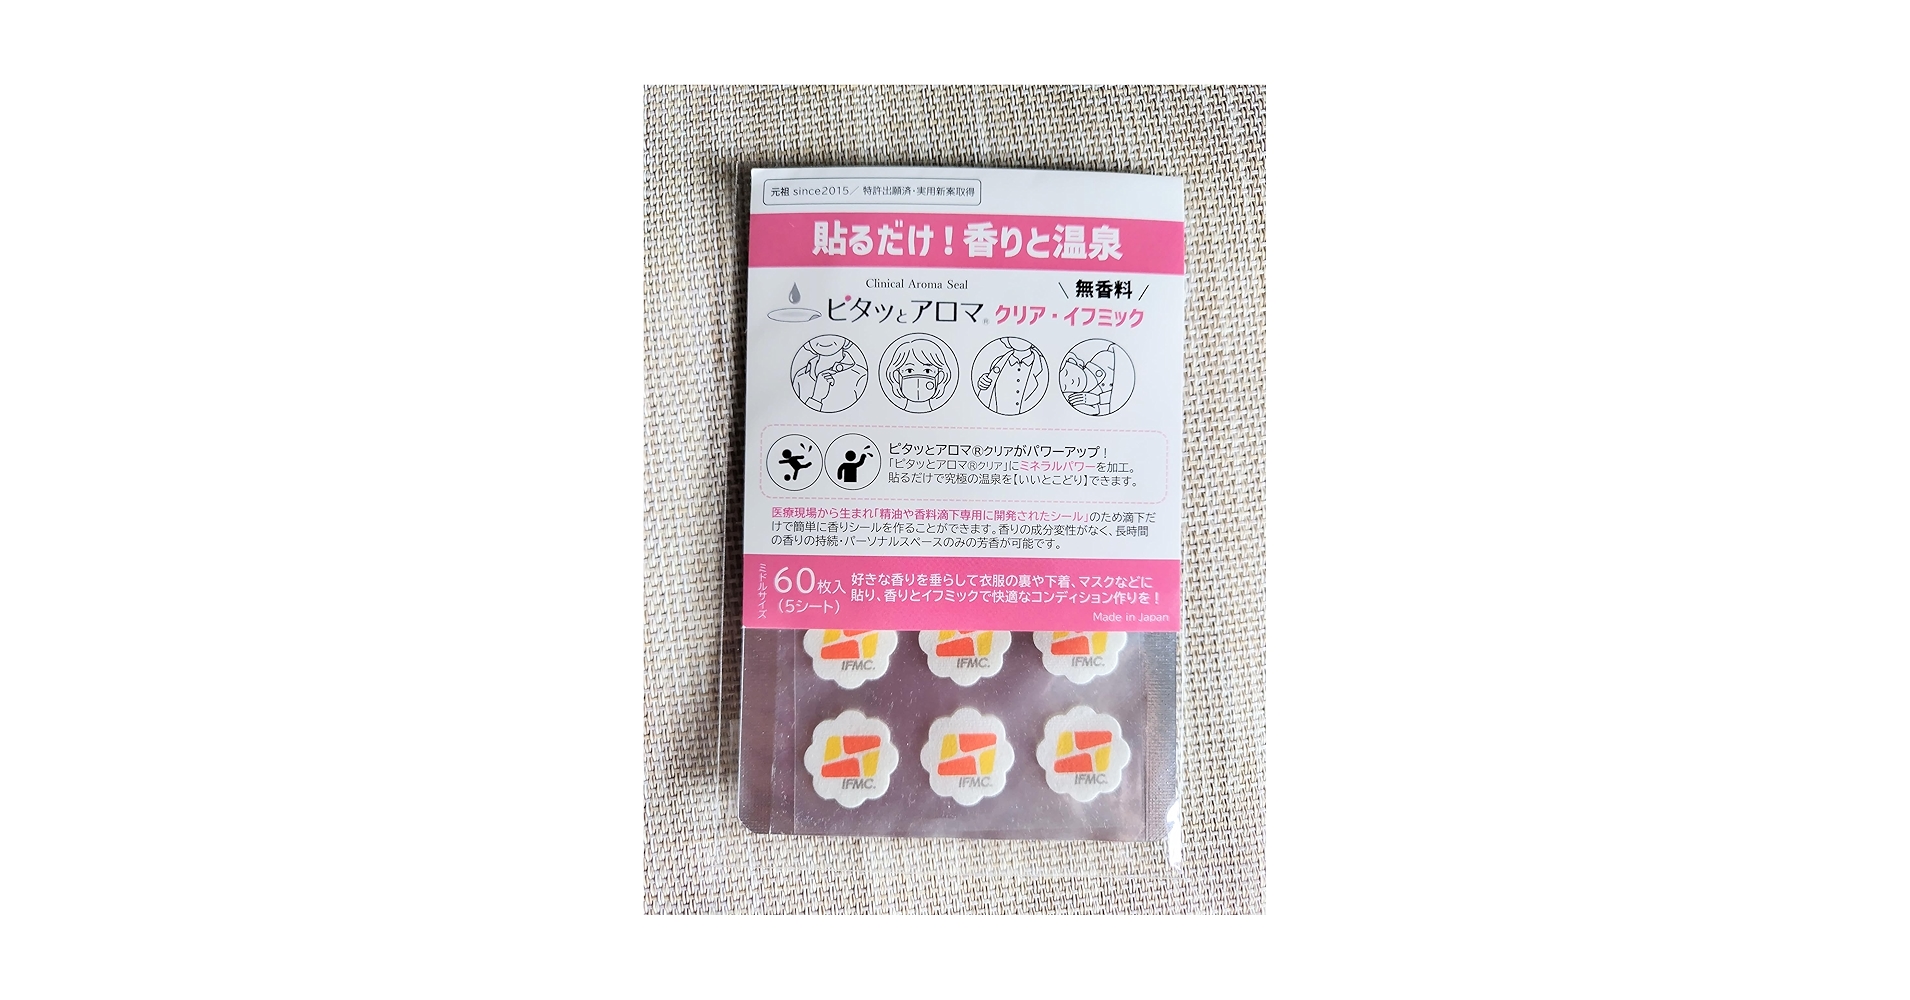 元祖 since2015／ 特許出願済・実用新案取得
貼るだけ！香りと温泉
Clinical Aroma Seal
\ 無香料 /
ピタッとアロマ® クリア・イフミック
ピタッとアロマ®クリアがパワーアップ！
「ピタッとアロマ®クリア」にミネラルパワーを加工。
貼るだけで究極の温泉を【いいとこどり】できます。
医療現場から生まれ「精油や香料滴下専用に開発されたシール」のため滴下だ
けで簡単に香りシールを作ることができます。香りの成分変性がなく、長時間
の香りの持続・パーソナルスペースのみの芳香が可能です。
ミドルサイズ
60枚入
（5シート）
好きな香りを垂らして衣服の裏や下着、マスクなどに
貼り、香りとイフミックで快適なコンディション作りを！
Made in Japan
IFMC. IFMC. IFMC.
IFMC. IFMC. IFMC.